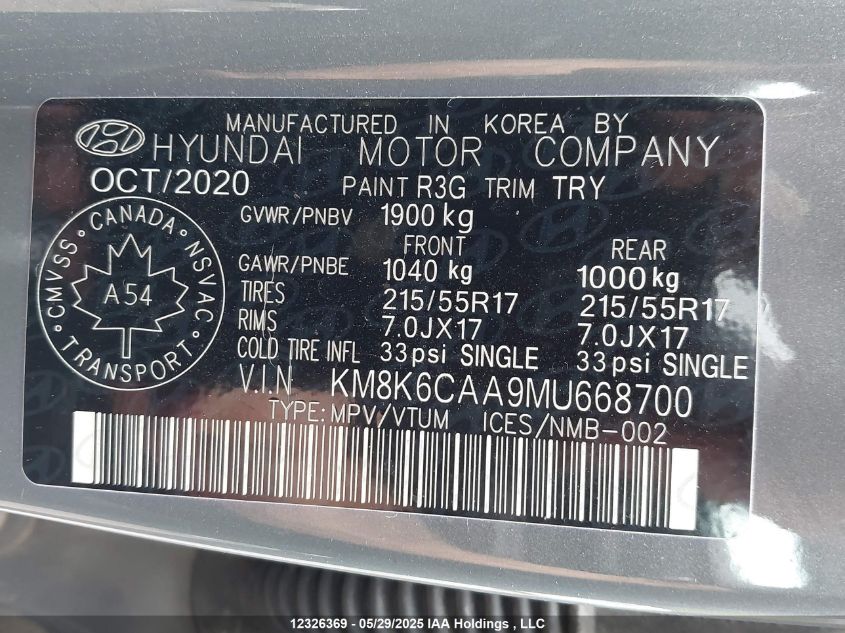 MANUFACTURED IN KOREA BY
HYUNDAI MOTOR COMPANY
OCT/2020 PAINT R3G TRIM TRY
GVWR/PNBV 1900 kg
FRONT REAR
GAWR/PNBE 1040 kg 1000 kg
TIRES 215/55R17 215/55R17
RIMS 7.0JX17 7.0JX17
COLD TIRE INFL 33psi SINGLE 33psi SINGLE
V.I.N KM8K6CAA9MU668700
TYPE:MPV/VTUM ICES/NMB-002
CMVSS • CANADA • NSVAC
A 54
• TRANSPORT •
12326369 - 05/29/2025 IAA Holdings, LLC